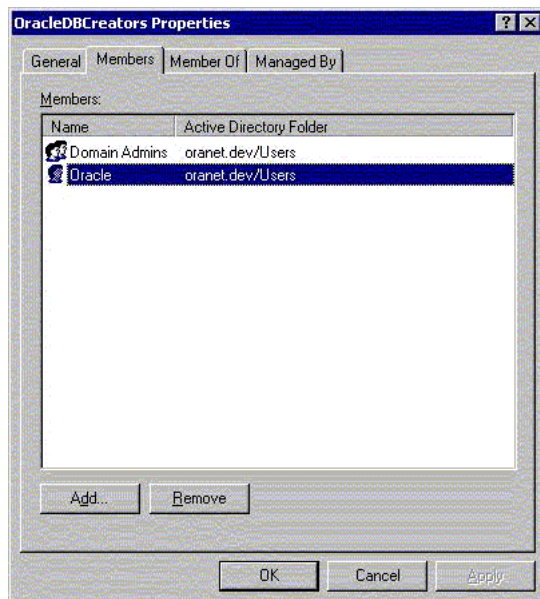 OracleDBCreators Properties
General Members Member Of Managed By
Members:
Name Active Directory Folder
Domain Admins oranet.dev/Users
Oracle oranet.dev/Users
Add... Remove
OK Cancel Apply